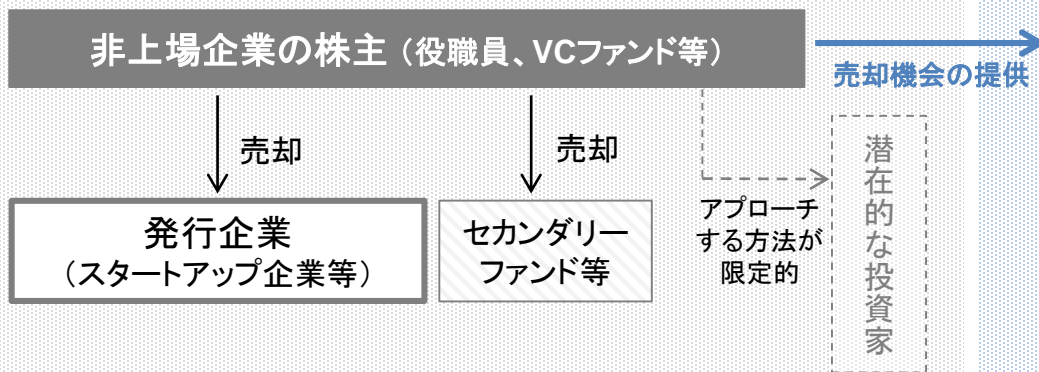 非上場企業の株主（役職員、VCファンド等）
売却機会の提供
売却
売却
発行企業
（スタートアップ企業等）
セカンダリー
ファンド等
アプローチ
する方法が
限定的
潜在的な投資家